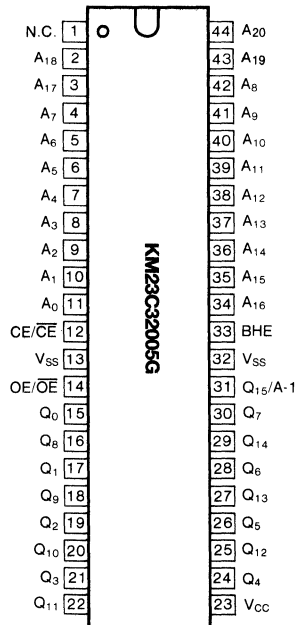 N.C. 1 44 A20
A18 2 43 A19
A17 3 42 A8
A7 4 41 A9
A6 5 40 A10
A5 6 39 A11
A4 7 38 A12
A3 8 37 A13
A2 9 36 A14
A1 10 35 A15
A0 11 34 A16
CE/C̅E̅ 12 33 BHE
VSS 13 32 VSS
OE/O̅E̅ 14 31 Q15/A-1
Q0 15 30 Q7
Q8 16 29 Q14
Q1 17 28 Q6
Q9 18 27 Q13
Q2 19 26 Q5
Q10 20 25 Q12
Q3 21 24 Q4
Q11 22 23 VCC
KM23C32005G